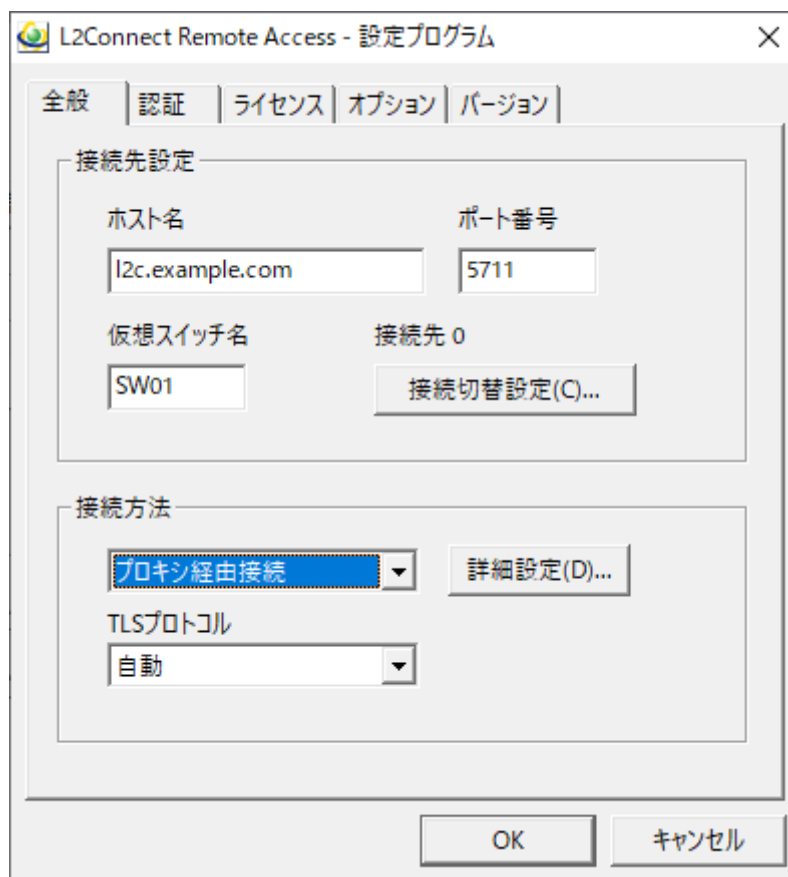 L2Connect Remote Access - 設定プログラム
全般 認証 ライセンス オプション バージョン
接続先設定
ホスト名 ポート番号
l2c.example.com 5711
仮想スイッチ名 接続先 0
SW01 接続切替設定(C)...
接続方法
プロキシ経由接続 詳細設定(D)...
TLSプロトコル
自動
OK キャンセル